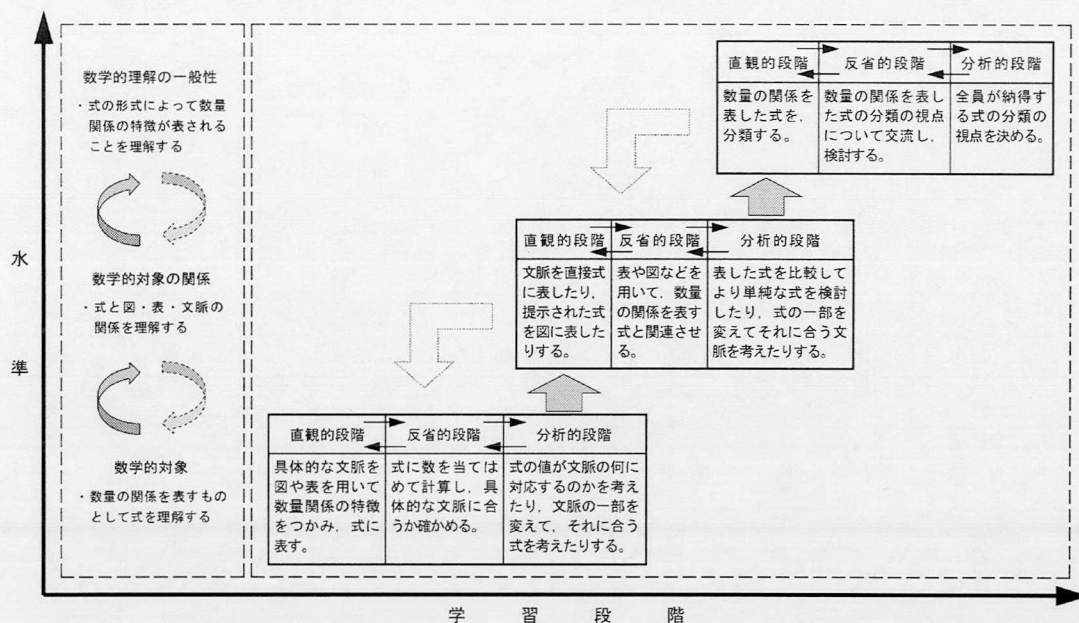 水
準
数学的理解の一般性
・式の形式によって数量
関係の特徴が表される
ことを理解する
数学的対象の関係
・式と図・表・文脈の
関係を理解する
数学的対象
・数量の関係を表すもの
として式を理解する
直観的段階
反省的段階
分析的段階
数量の関係を
表した式を，
分類する。
数量の関係を表し
た式の分類の視点
について交流し，
検討する。
全員が納得す
る式の分類の
視点を決める。
直観的段階
反省的段階
分析的段階
文脈を直接式
に表したり，
提示された式
を図に表した
りする。
表や図などを
用いて，数量
の関係を表す
式と関連させ
る。
表した式を比較して
より単純な式を検討
したり，式の一部を
変えてそれに合う文
脈を考えたりする。
直観的段階
反省的段階
分析的段階
具体的な文脈を
図や表を用いて
数量関係の特徴
をつかみ，式に
表す。
式に数を当ては
めて計算し，具
体的な文脈に合
うか確かめる。
式の値が文脈の何に
対応するのかを考え
たり，文脈の一部を
変えて，それに合う
式を考えたりする。
学習段階